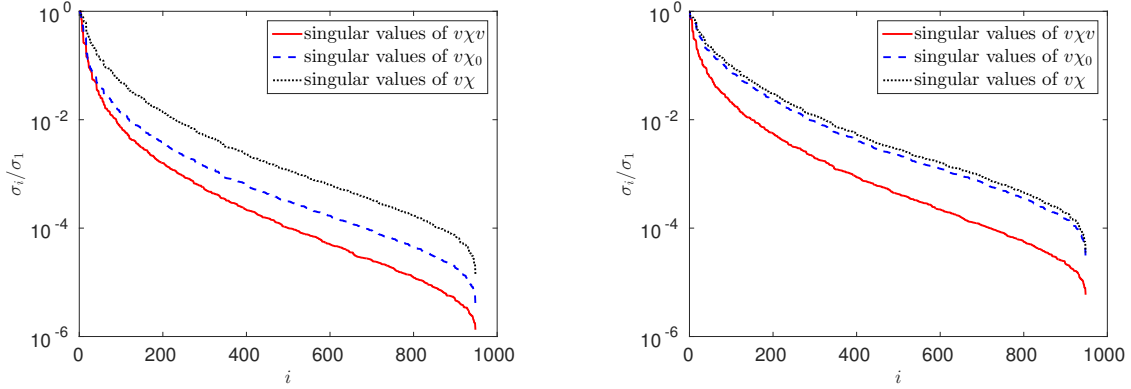 10^0
10^{-2}
10^{-4}
10^{-6}
σ_i/σ_1
0 200 400 600 800 1000
i
singular values of vχv
singular values of vχ_0
singular values of vχ
10^0
10^{-2}
10^{-4}
10^{-6}
σ_i/σ_1
0 200 400 600 800 1000
i
singular values of vχv
singular values of vχ_0
singular values of vχ